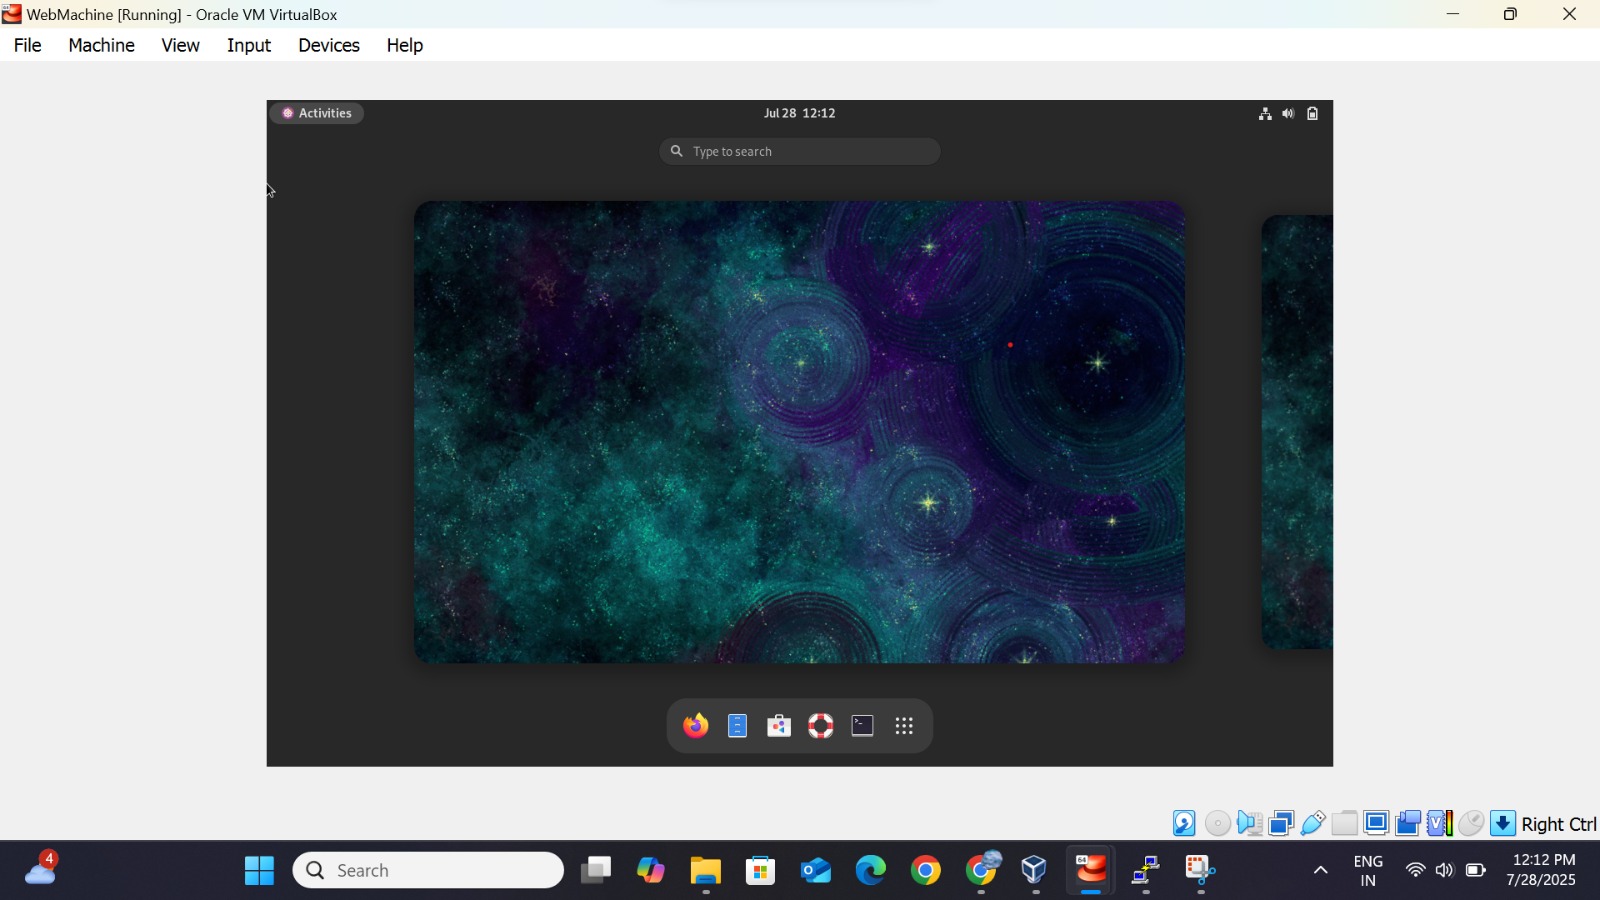 WebMachine [Running] - Oracle VM VirtualBox
File Machine View Input Devices Help
Activities
Jul 28 12:12
Type to search
Right Ctrl
4
Search
ENG
IN
12:12 PM
7/28/2025